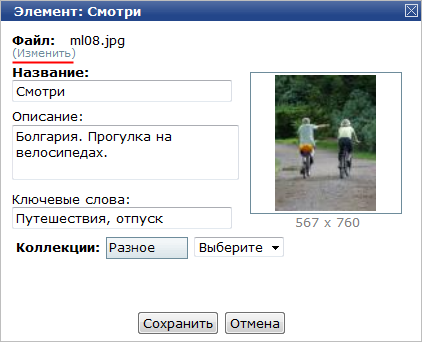 Элемент: Смотри
Файл: ml08.jpg
(Изменить)
Название:
Смотри
Описание:
Болгария. Прогулка на
велосипедах.
567 x 760
Ключевые слова:
Путешествия, отпуск
Коллекции: Разное Выберите
Сохранить Отмена